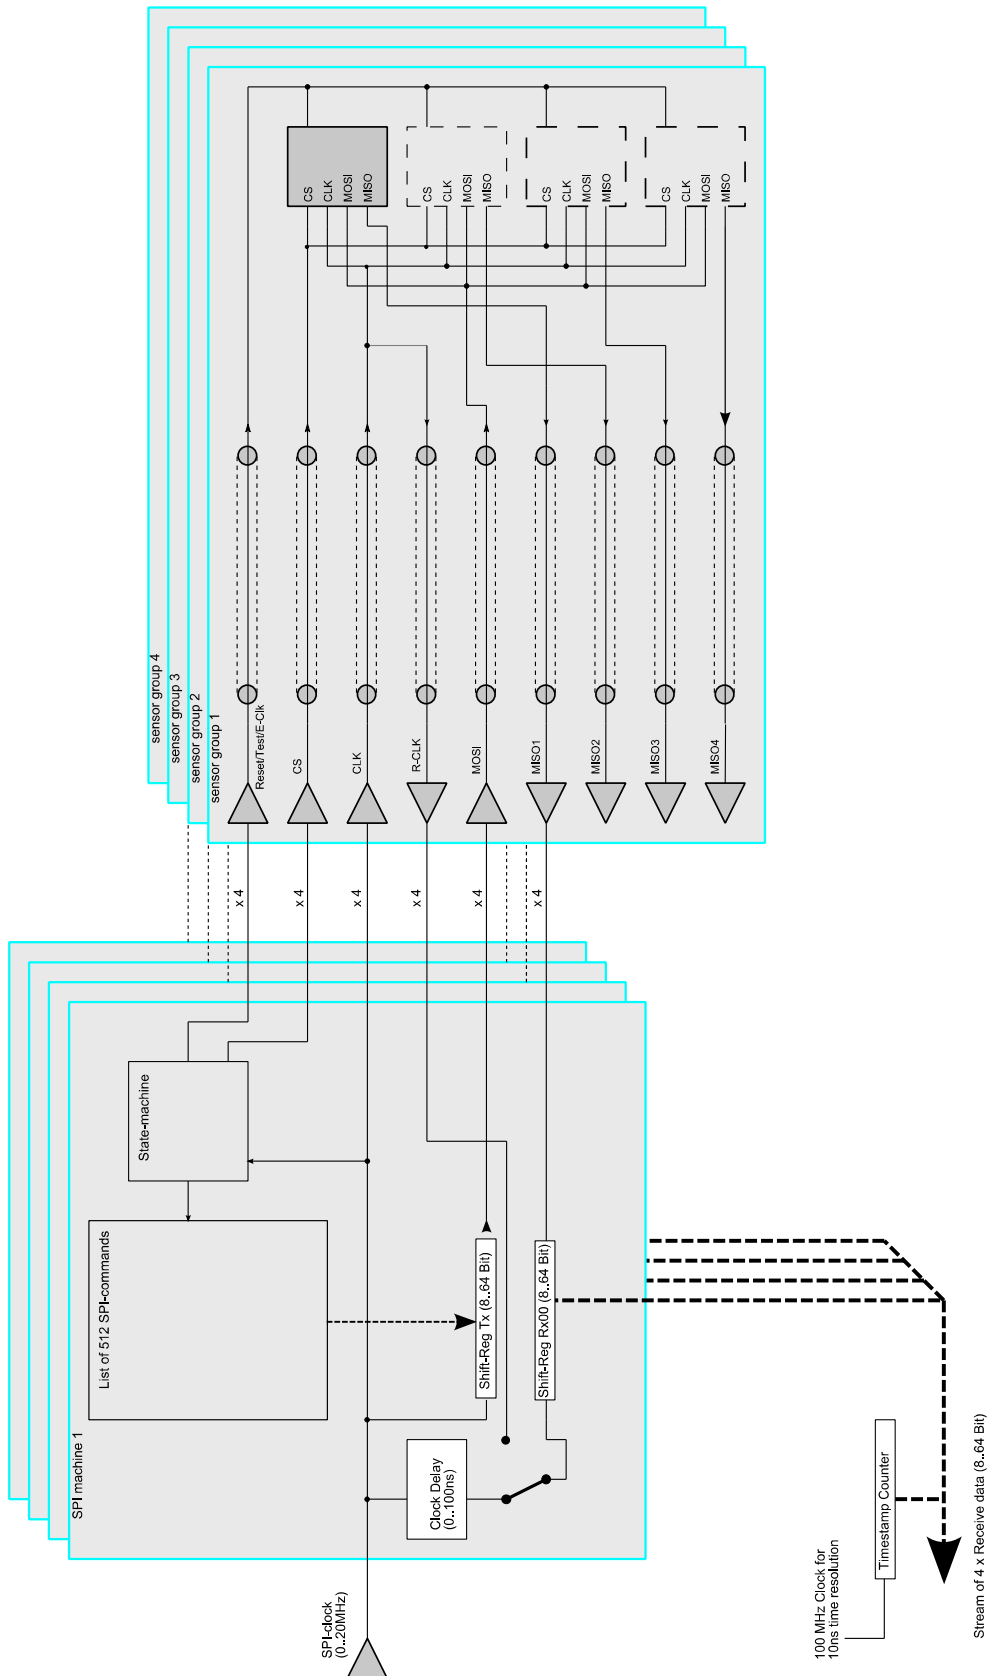 sensor group 4
sensor group 3
sensor group 2
sensor group 1
CS
CLK
MOSI
MISO
CS
CLK
MOSI
MISO
CS
CLK
MOSI
MISO
CS
CLK
MOSI
MISO
Reset/Test/E-Clk
CS
CLK
R-CLK
MOSI
MISO1
MISO2
MISO3
MISO4
x 4
x 4
x 4
x 4
x 4
x 4
SPI machine 1
State-machine
List of 512 SPI-commands
Shift-Reg Tx (8..64 Bit)
Shift-Reg Rx00 (8..64 Bit)
Clock Delay
(0..100ns)
SPI-clock
(0..20MHz)
100 MHz Clock for
10ns time resolution
Timestamp Counter
Stream of 4 x Receive data (8..64 Bit)